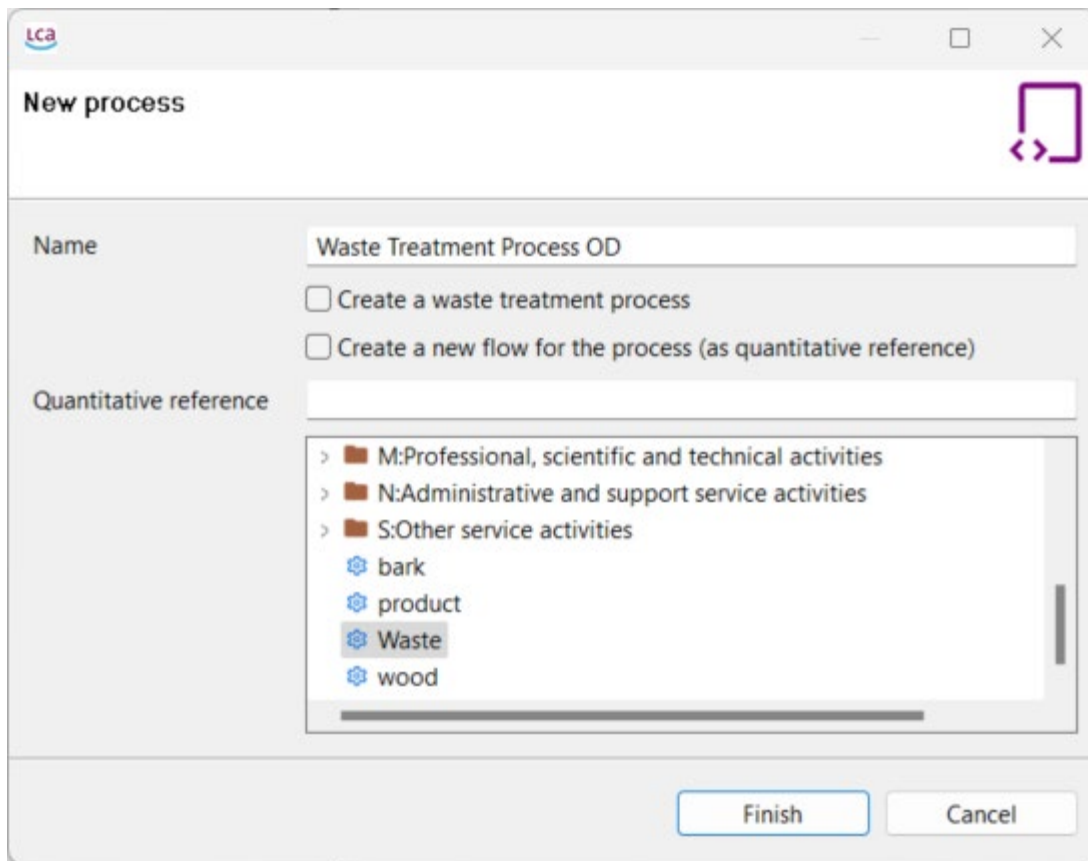 LCA
New process
Name
Waste Treatment Process OD
Create a waste treatment process
Create a new flow for the process (as quantitative reference)
Quantitative reference
M:Professional, scientific and technical activities
N:Administrative and support service activities
S:Other service activities
bark
product
Waste
wood
Finish
Cancel